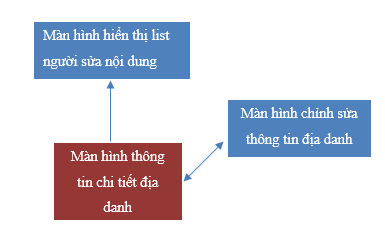 Màn hình hiển thị list
người sửa nội dung
Màn hình chỉnh sửa
thông tin địa danh
Màn hình thông
tin chi tiết địa
danh